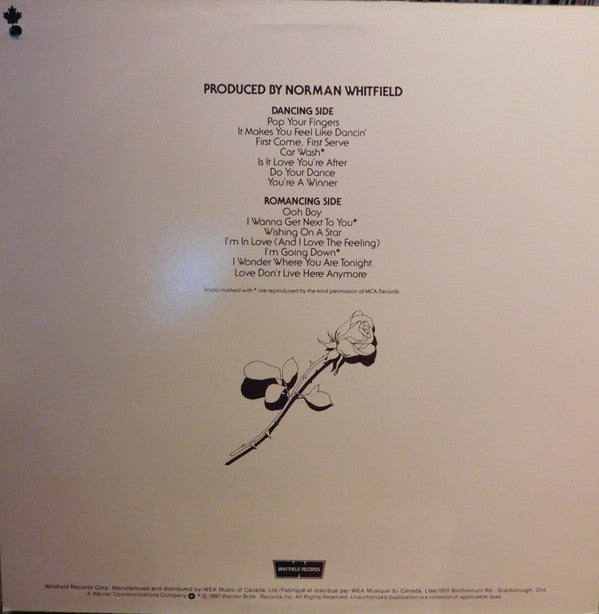 PRODUCED BY NORMAN WHITFIELD
DANCING SIDE
Pop Your Fingers
It Makes You Feel Like Dancin'
First Come, First Serve
Car Wash*
Is It Love You're After
Do Your Dance
You're A Winner
ROMANCING SIDE
Ooh Boy
I Wanna Get Next To You*
Wishing On A Star
I'm In Love (And I Love The Feeling)
I'm Going Down*
I Wonder Where You Are Tonight
Love Don't Live Here Anymore
Tracks marked with * are reproduced by the kind permission of MCA Records
WHITFIELD RECORDS
Whitfield Records Corp. Manufactured and distributed by WEA Music of Canada, Ltd/Fabriqué et distribué par WEA Musique du Canada, Ltée/1810 Birchmount Rd., Scarborough, Ont.
A Warner Communications Company ℗ © 1980 Warner Bros. Records Inc. All Rights Reserved. Unauthorized duplication is a violation of applicable laws.